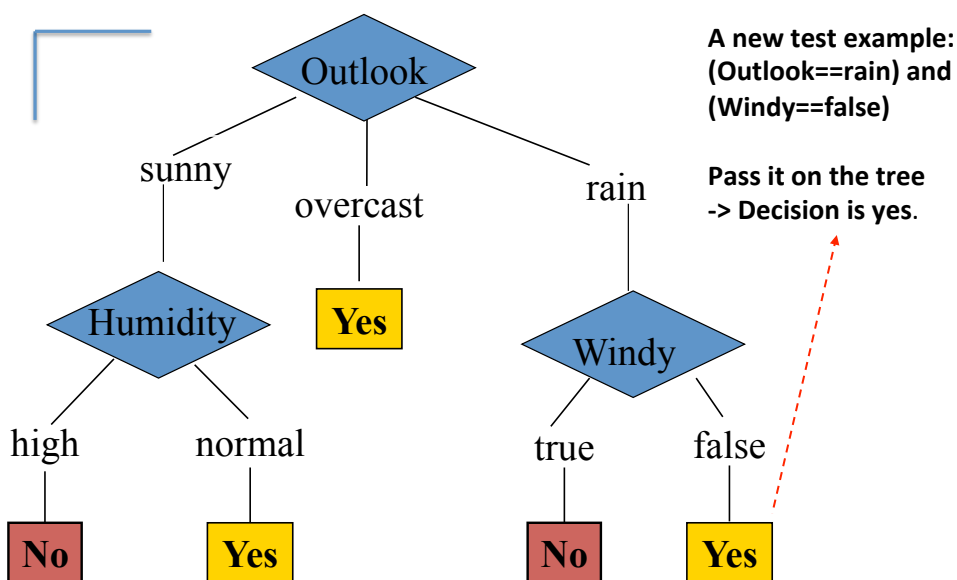 Outlook
A new test example:
(Outlook==rain) and
(Windy==false)
Pass it on the tree
-> Decision is yes.
sunny
overcast
rain
Humidity
Yes
Windy
high
normal
true
false
No
Yes
No
Yes